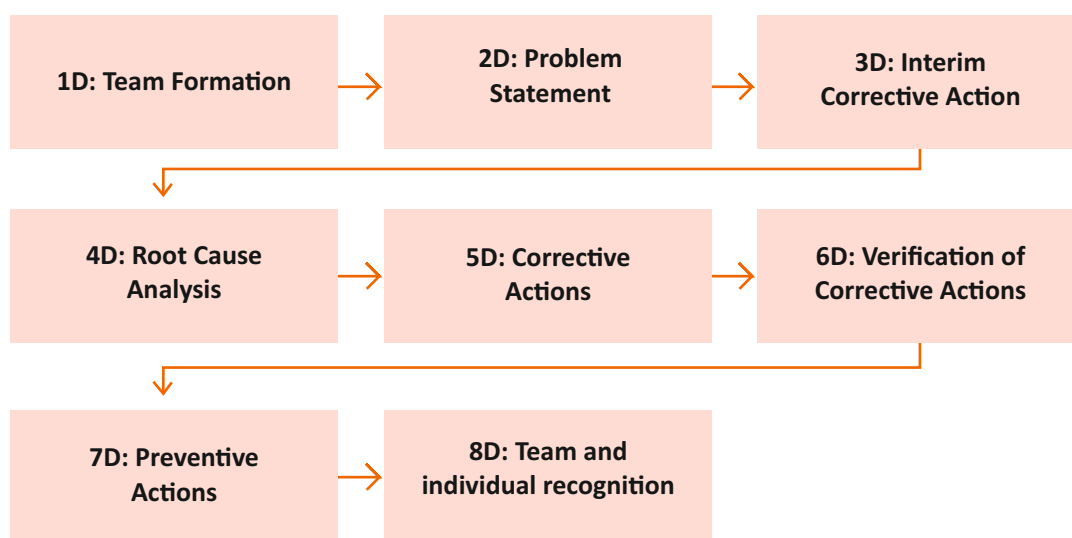 1D: Team Formation
2D: Problem
Statement
3D: Interim
Corrective Action
4D: Root Cause
Analysis
5D: Corrective
Actions
6D: Verification of
Corrective Actions
7D: Preventive
Actions
8D: Team and
individual recognition